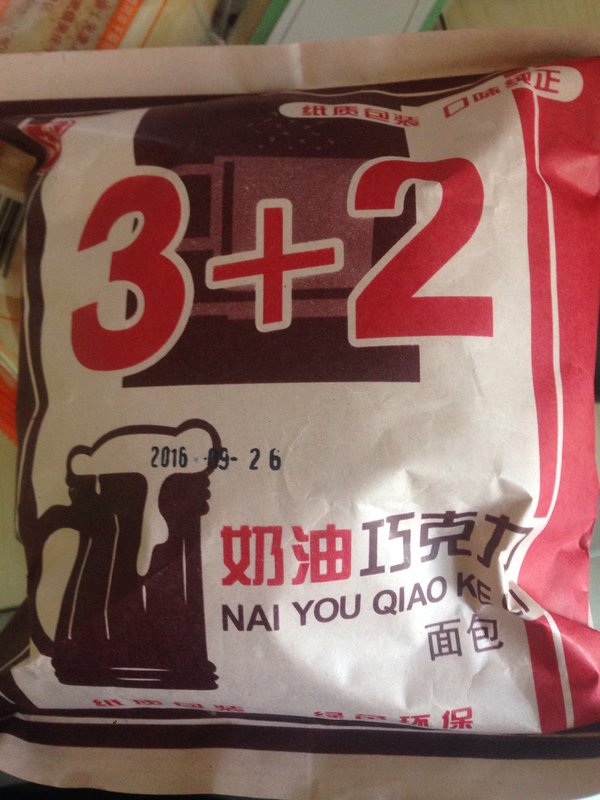 纸质包装 口味纯正
3+2
2016-09-26
奶油巧克力
NAI YOU QIAO KE
面包
纸质包装 绿色环保